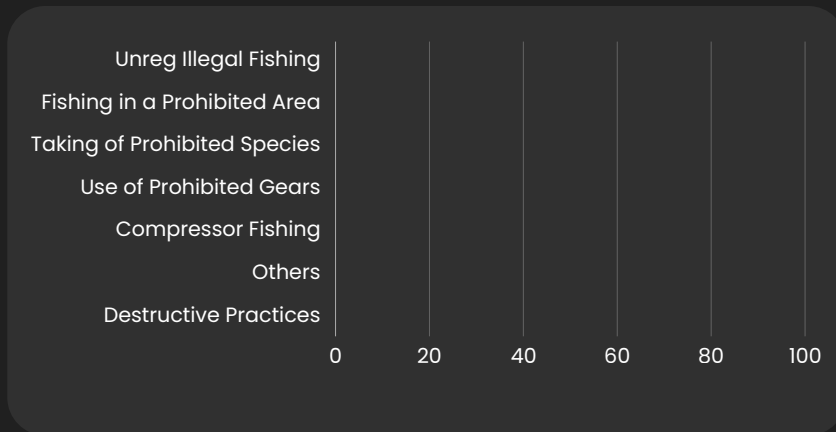 Unreg Illegal Fishing
Fishing in a Prohibited Area
Taking of Prohibited Species
Use of Prohibited Gears
Compressor Fishing
Others
Destructive Practices
0 20 40 60 80 100